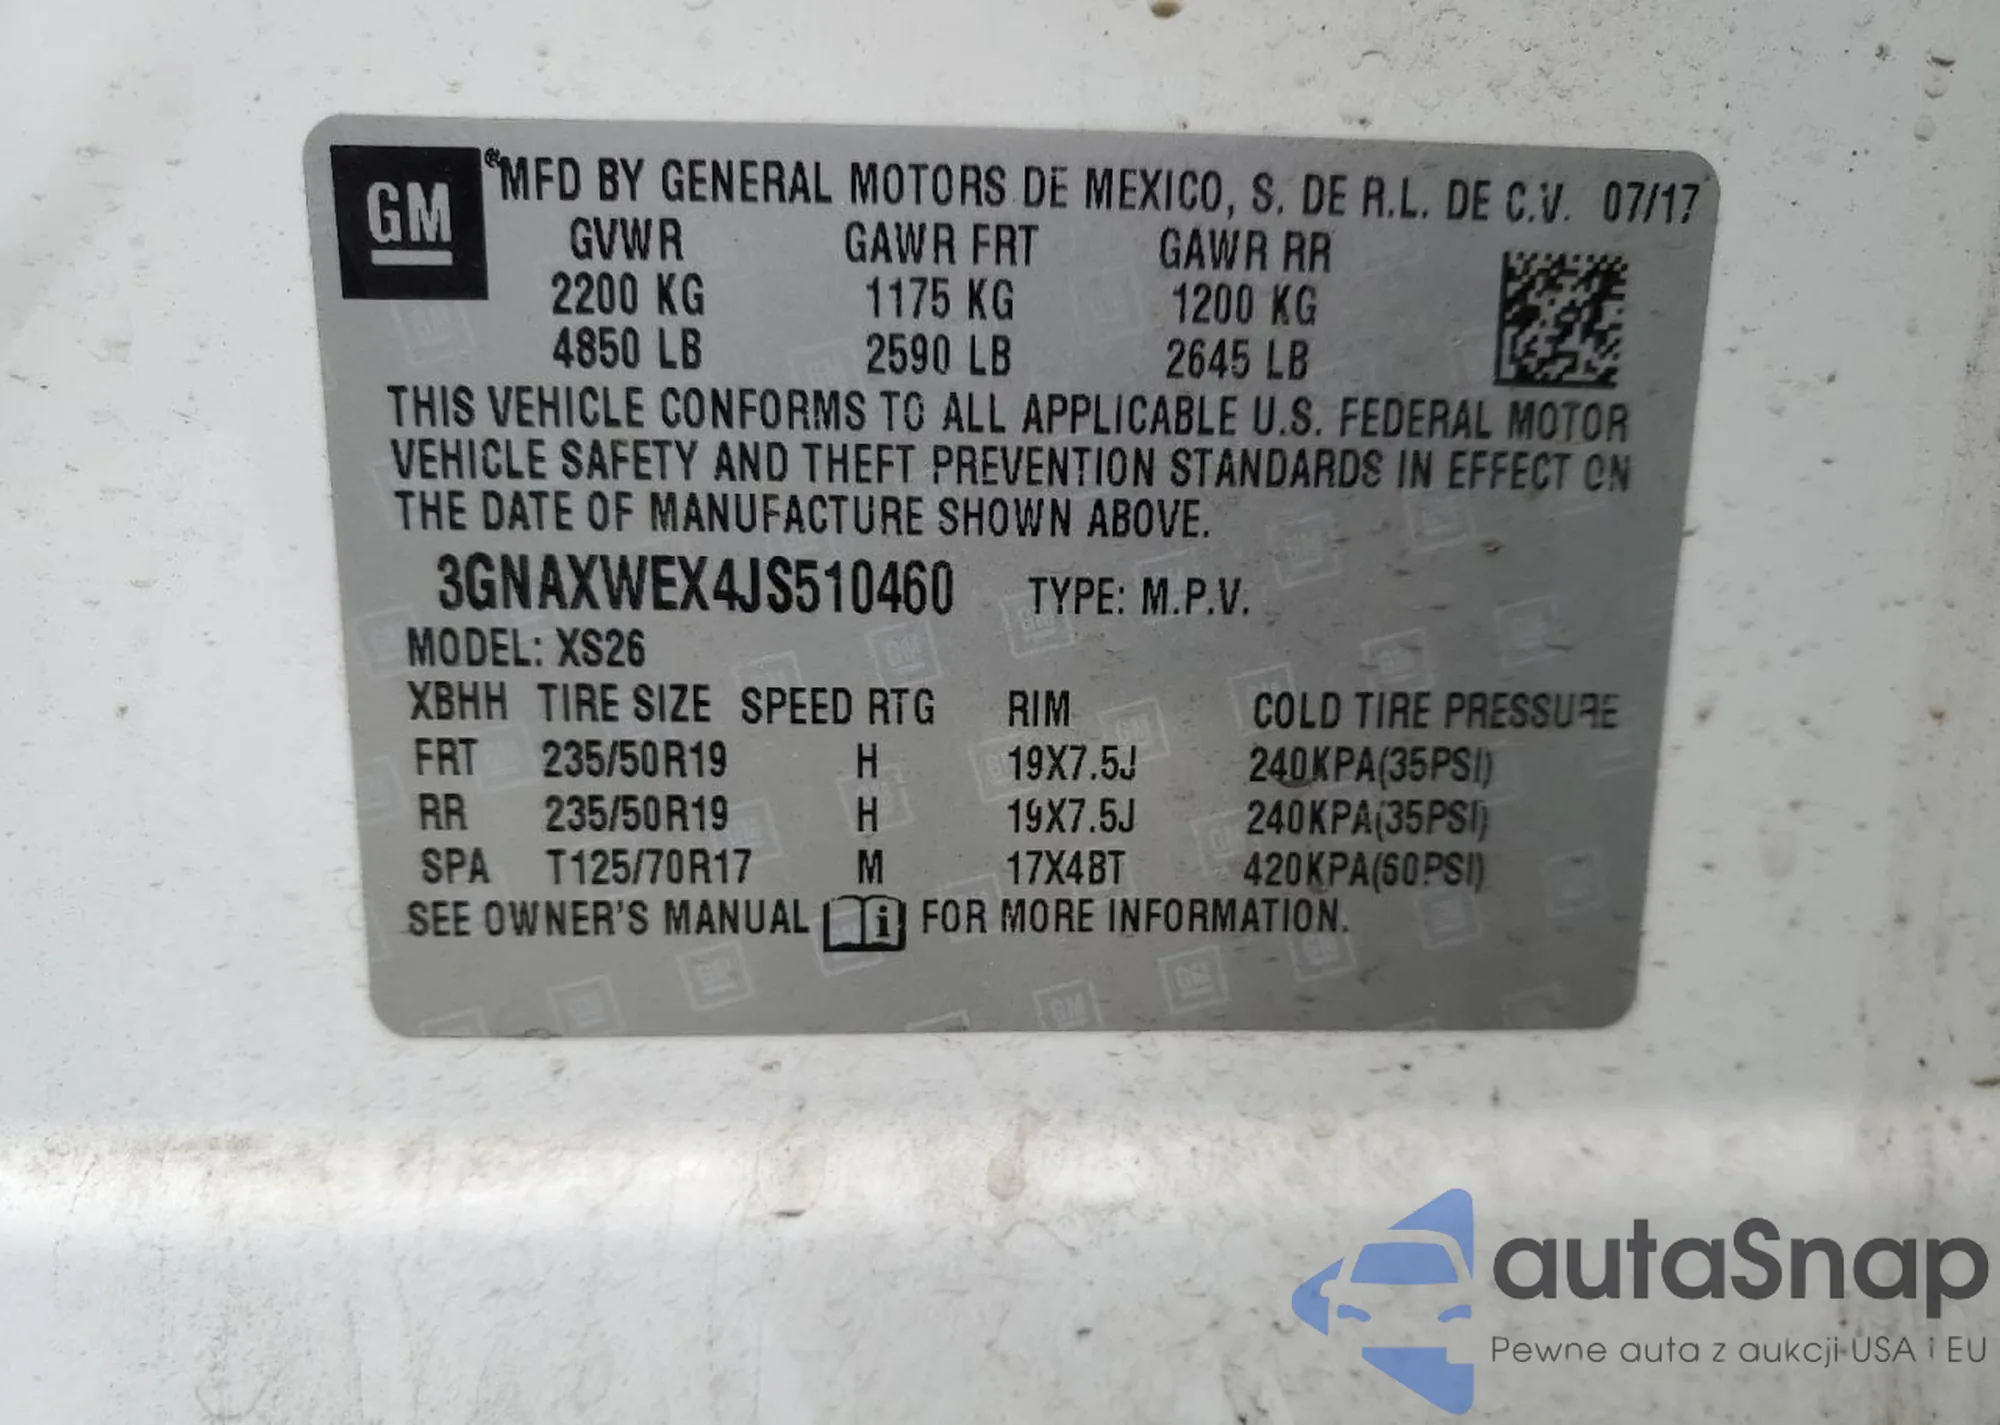 GM
®MFD BY GENERAL MOTORS DE MEXICO, S. DE R.L. DE C.V. 07/17
GVWR GAWR FRT GAWR RR
2200 KG 1175 KG 1200 KG
4850 LB 2590 LB 2645 LB
THIS VEHICLE CONFORMS TO ALL APPLICABLE U.S. FEDERAL MOTOR
VEHICLE SAFETY AND THEFT PREVENTION STANDARDS IN EFFECT ON
THE DATE OF MANUFACTURE SHOWN ABOVE.
3GNAXWEX4JS510460 TYPE: M.P.V.
MODEL: XS26
XBHH TIRE SIZE SPEED RTG RIM COLD TIRE PRESSURE
FRT 235/50R19 H 19X7.5J 240KPA(35PSI)
RR 235/50R19 H 19X7.5J 240KPA(35PSI)
SPA T125/70R17 M 17X4BT 420KPA(60PSI)
SEE OWNER'S MANUAL i FOR MORE INFORMATION.
autaSnap
Pewne auta z aukcji USA i EU